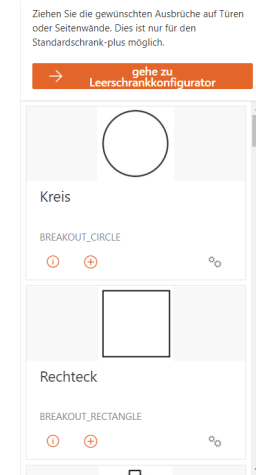 Ziehen Sie die gewünschten Ausbrüche auf Türen
oder Seitenwände. Dies ist nur für den
Standardschrank-plus möglich.
gehe zu
Leerschrankkonfigurator
Kreis
BREAKOUT_CIRCLE
Rechteck
BREAKOUT_RECTANGLE